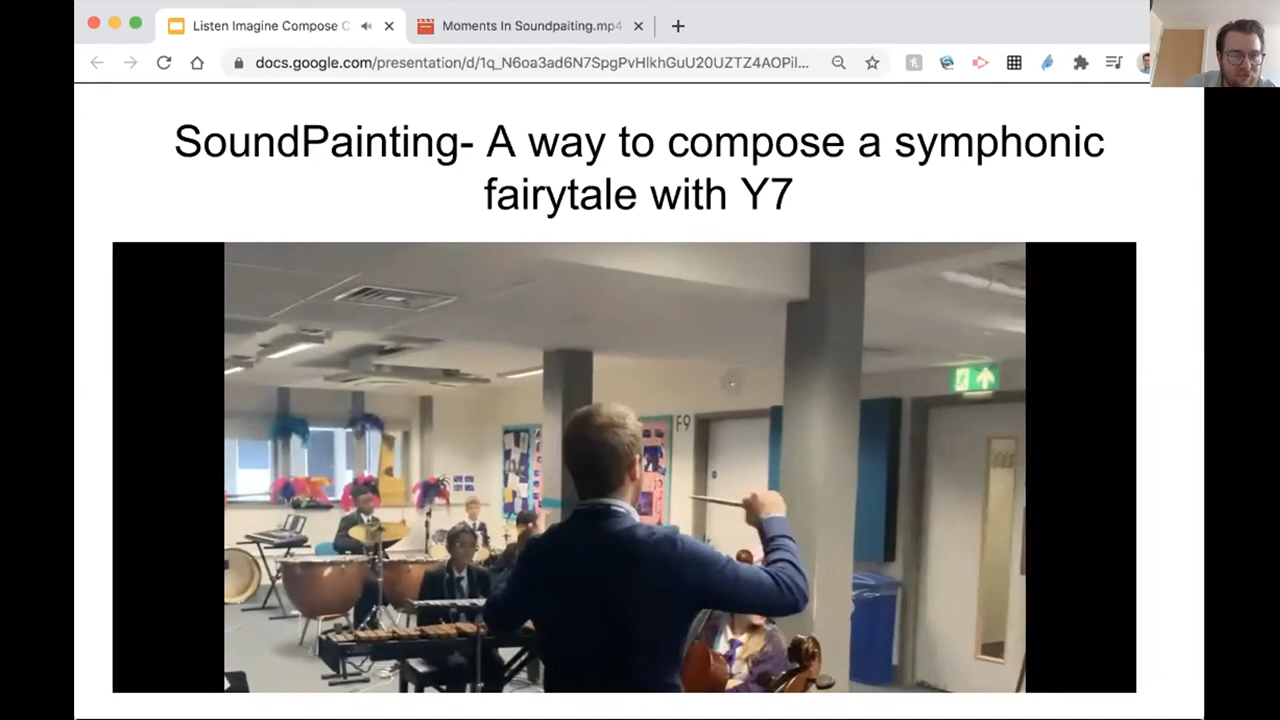 Listen Imagine Compose C
Moments In Soundpaiting.mp4
docs.google.com/presentation/d/1q_N6oa3ad6N7SpgPvHlkhGuU20UZTZ4AOPil...
SoundPainting- A way to compose a symphonic
fairytale with Y7
F9